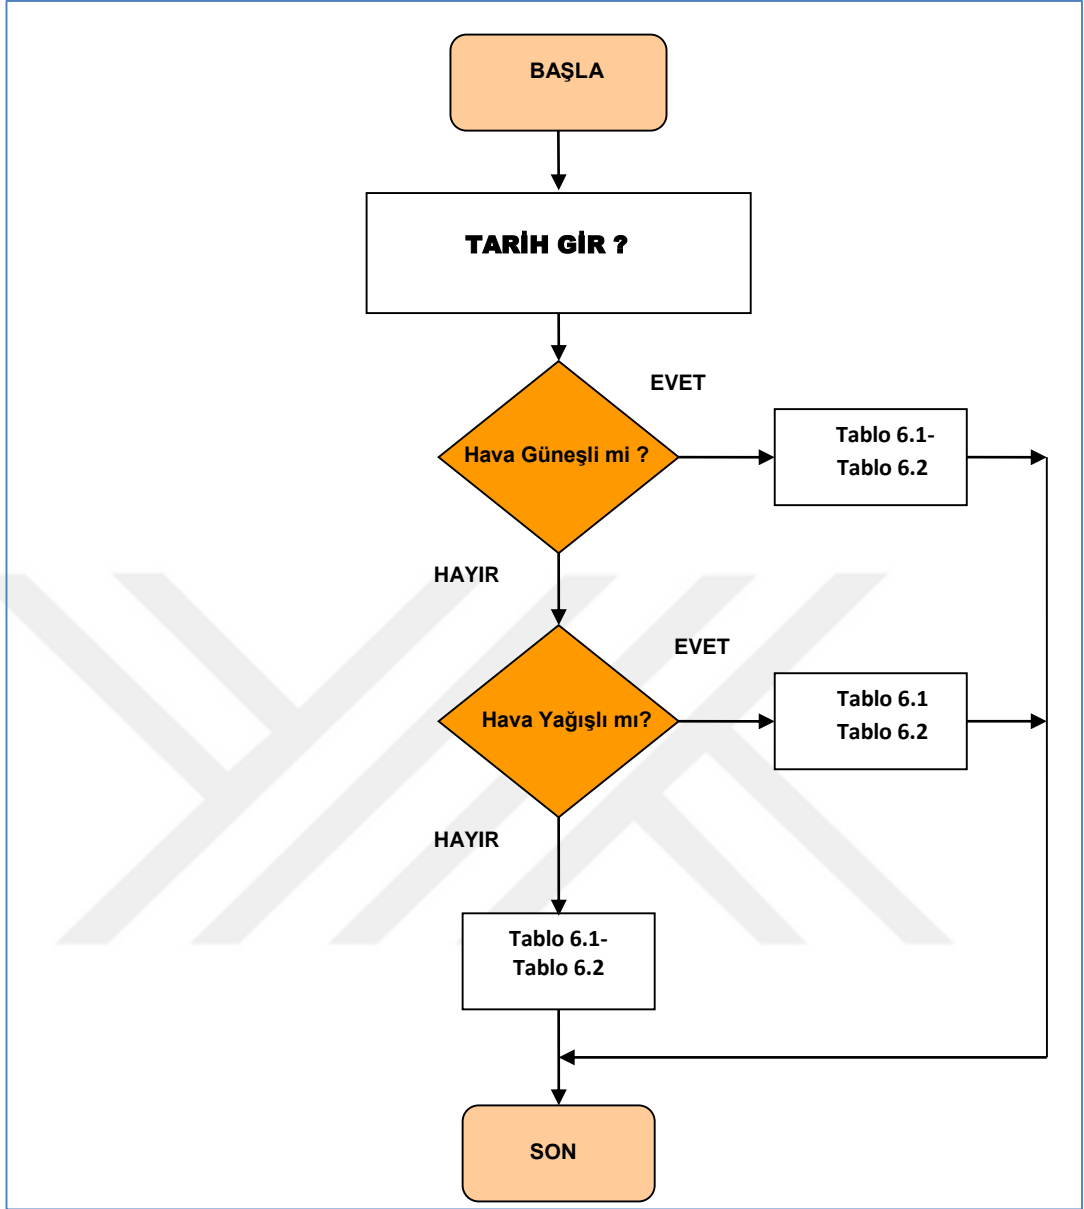 BAŞLA
TARİH GİR ?
EVET
Hava Güneşli mi ?
Tablo 6.1-
Tablo 6.2
HAYIR
EVET
Hava Yağışlı mı?
Tablo 6.1
Tablo 6.2
HAYIR
Tablo 6.1-
Tablo 6.2
SON